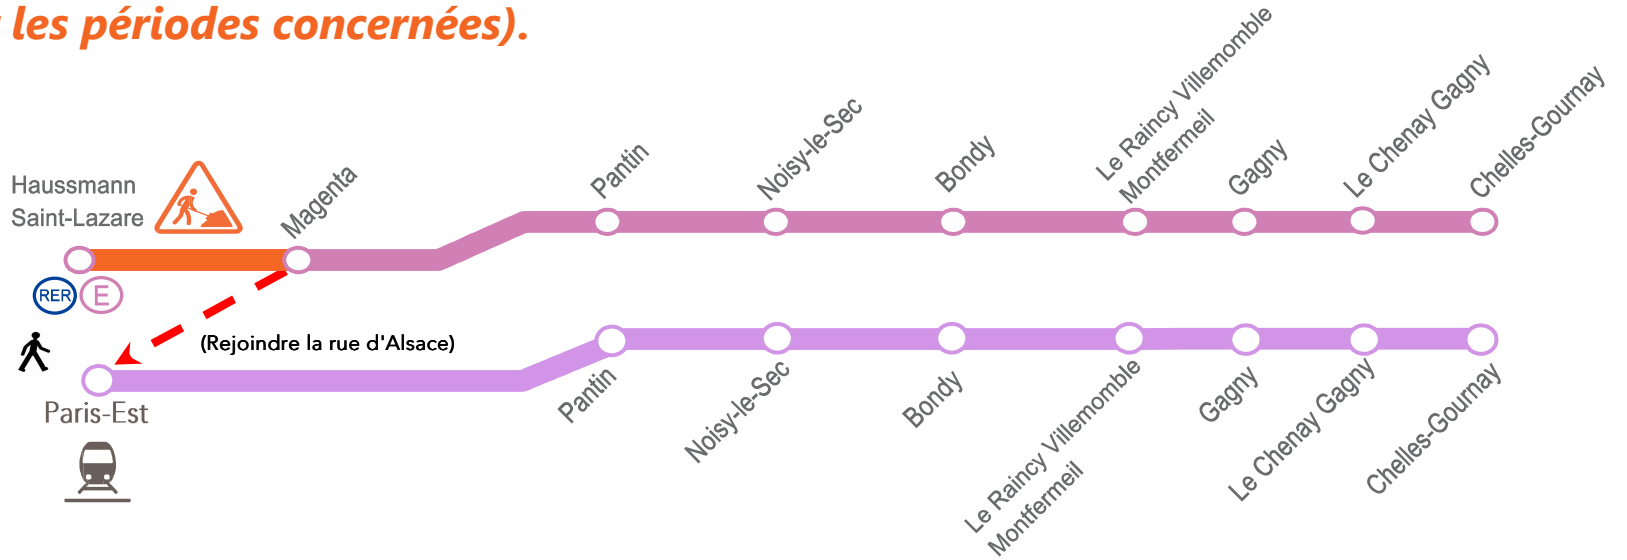 les périodes concernées).
Haussmann
Saint-Lazare
Magenta
Pantin
Noisy-le-Sec
Bondy
Le Raincy Villemomble
Montfermeil
Gagny
Le Chenay Gagny
Chelles-Gournay
RER
E
(Rejoindre la rue d'Alsace)
Paris-Est
Pantin
Noisy-le-Sec
Bondy
Le Raincy Villemomble
Montfermeil
Gagny
Le Chenay Gagny
Chelles-Gournay